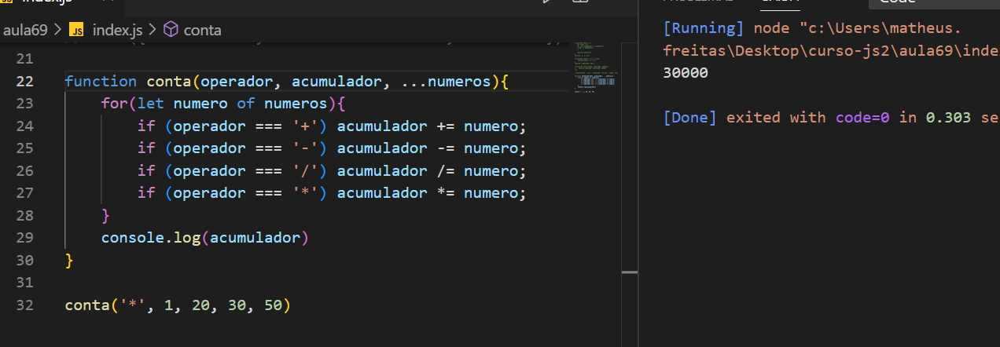 index.js
Code
aula69 > JS index.js > conta
21
22 function conta(operador, acumulador, ...numeros){
23     for(let numero of numeros){
24         if (operador === '+') acumulador += numero;
25         if (operador === '-') acumulador -= numero;
26         if (operador === '/') acumulador /= numero;
27         if (operador === '*') acumulador *= numero;
28     }
29     console.log(acumulador)
30 }
31
32 conta('*', 1, 20, 30, 50)
[Running] node "c:\Users\matheus.
freitas\Desktop\curso-js2\aula69\inde
30000
[Done] exited with code=0 in 0.303 se